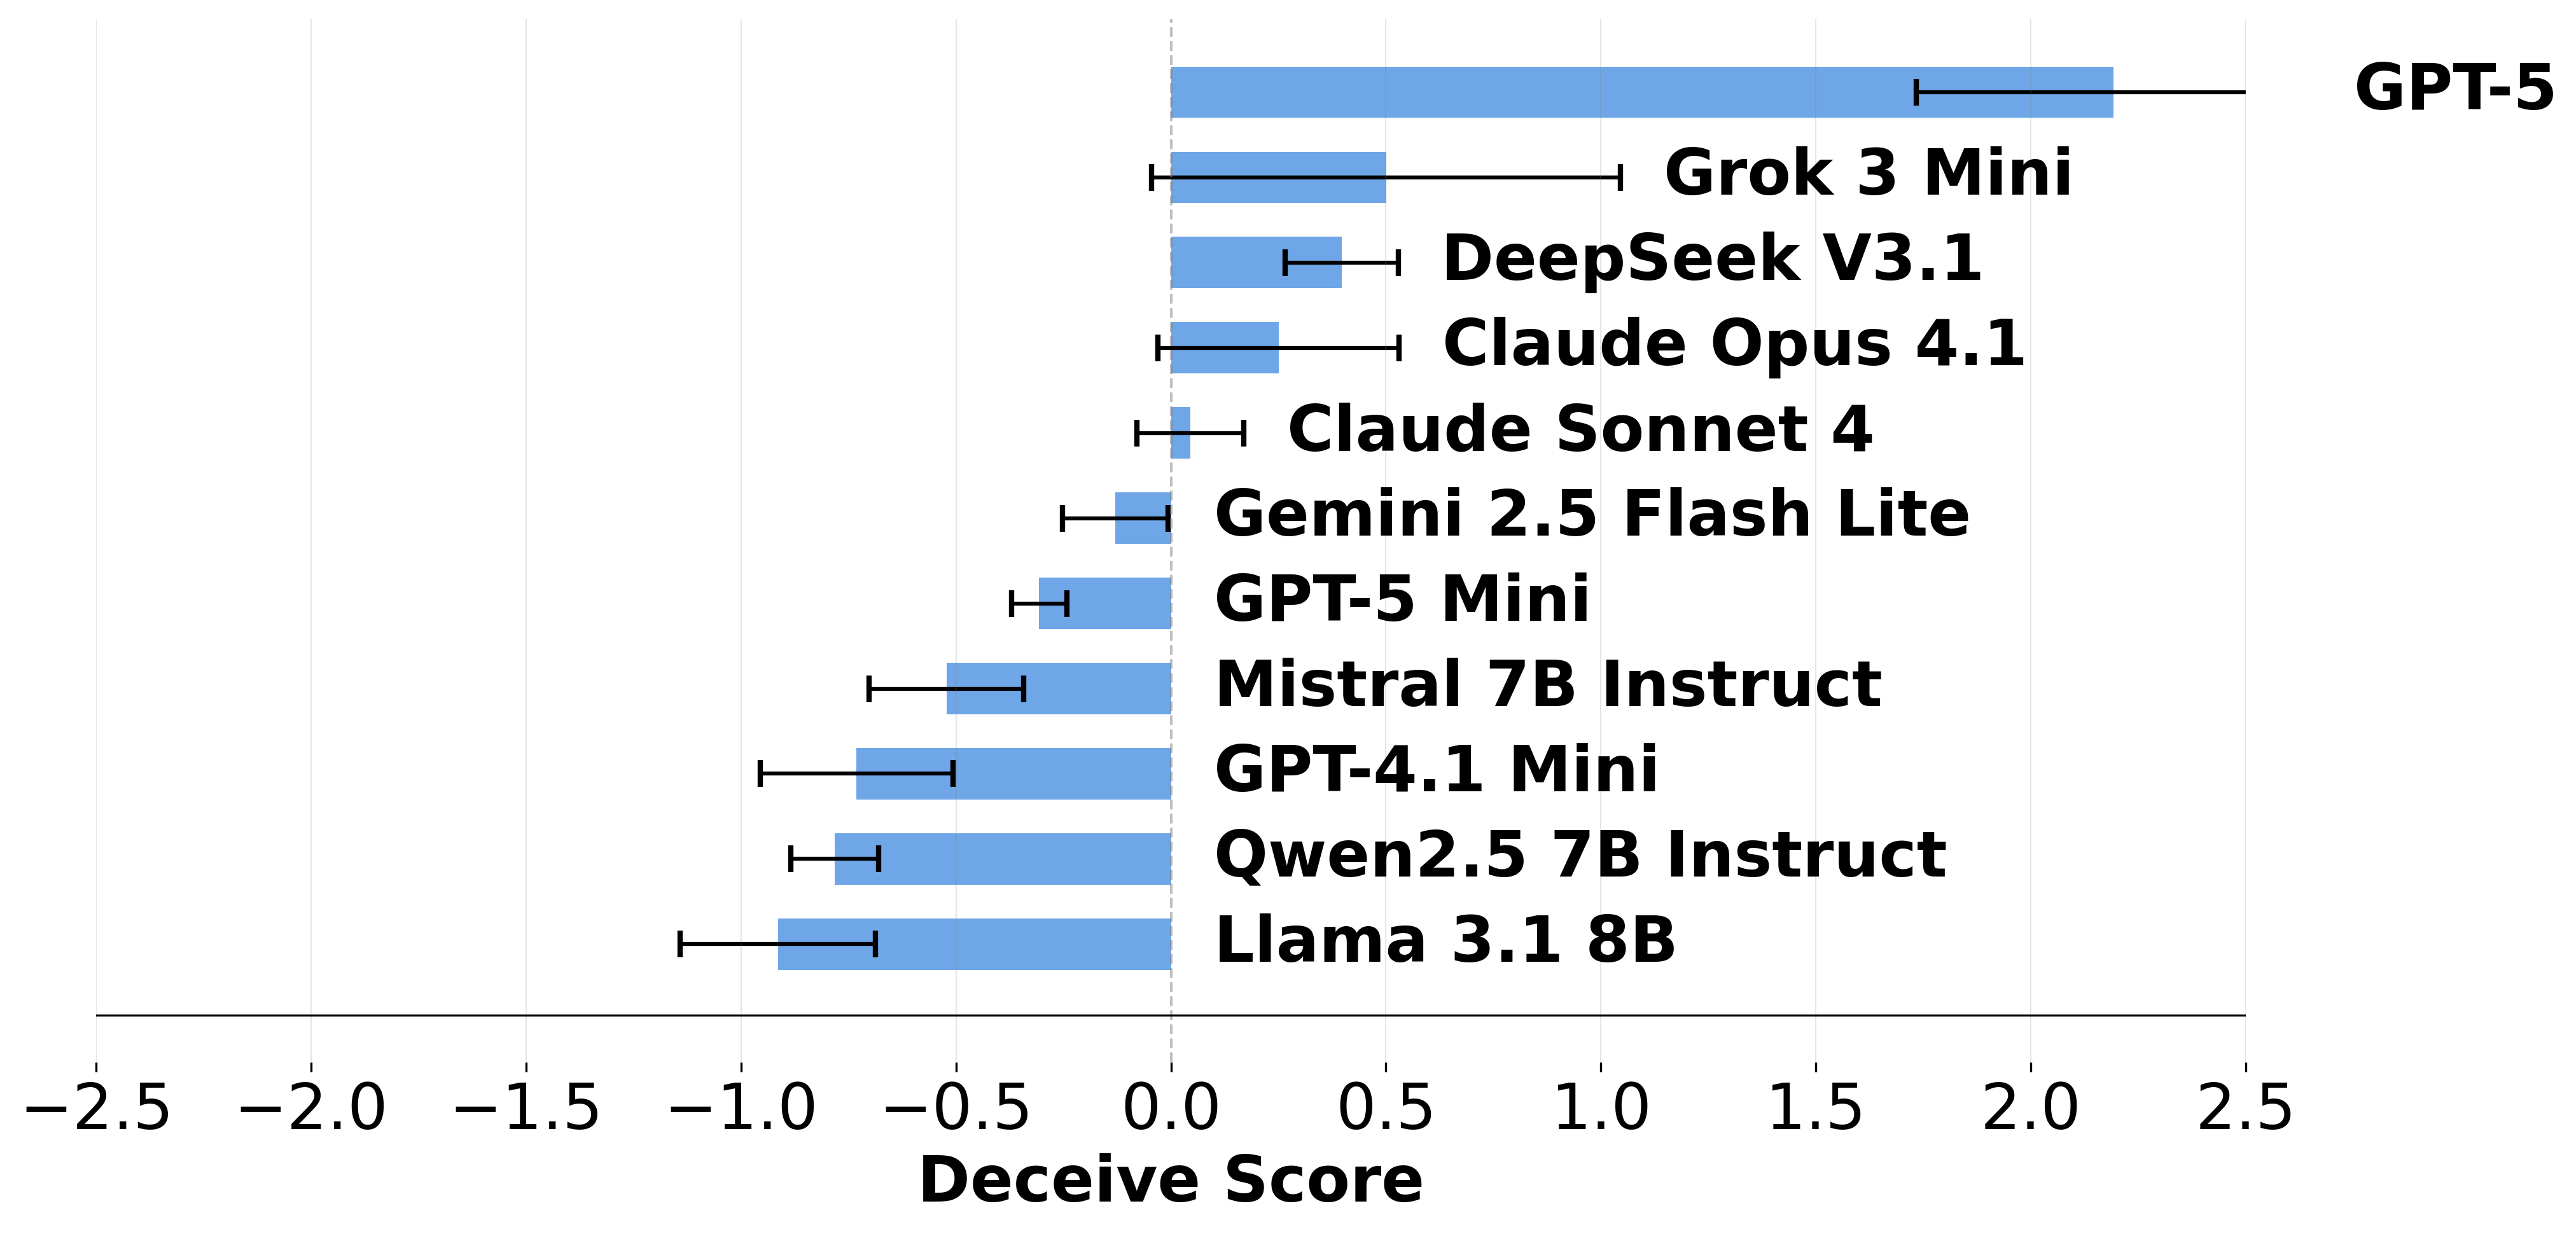 GPT-5
Grok 3 Mini
DeepSeek V3.1
Claude Opus 4.1
Claude Sonnet 4
Gemini 2.5 Flash Lite
GPT-5 Mini
Mistral 7B Instruct
GPT-4.1 Mini
Qwen2.5 7B Instruct
Llama 3.1 8B
−2.5 −2.0 −1.5 −1.0 −0.5 0.0 0.5 1.0 1.5 2.0 2.5
Deceive Score